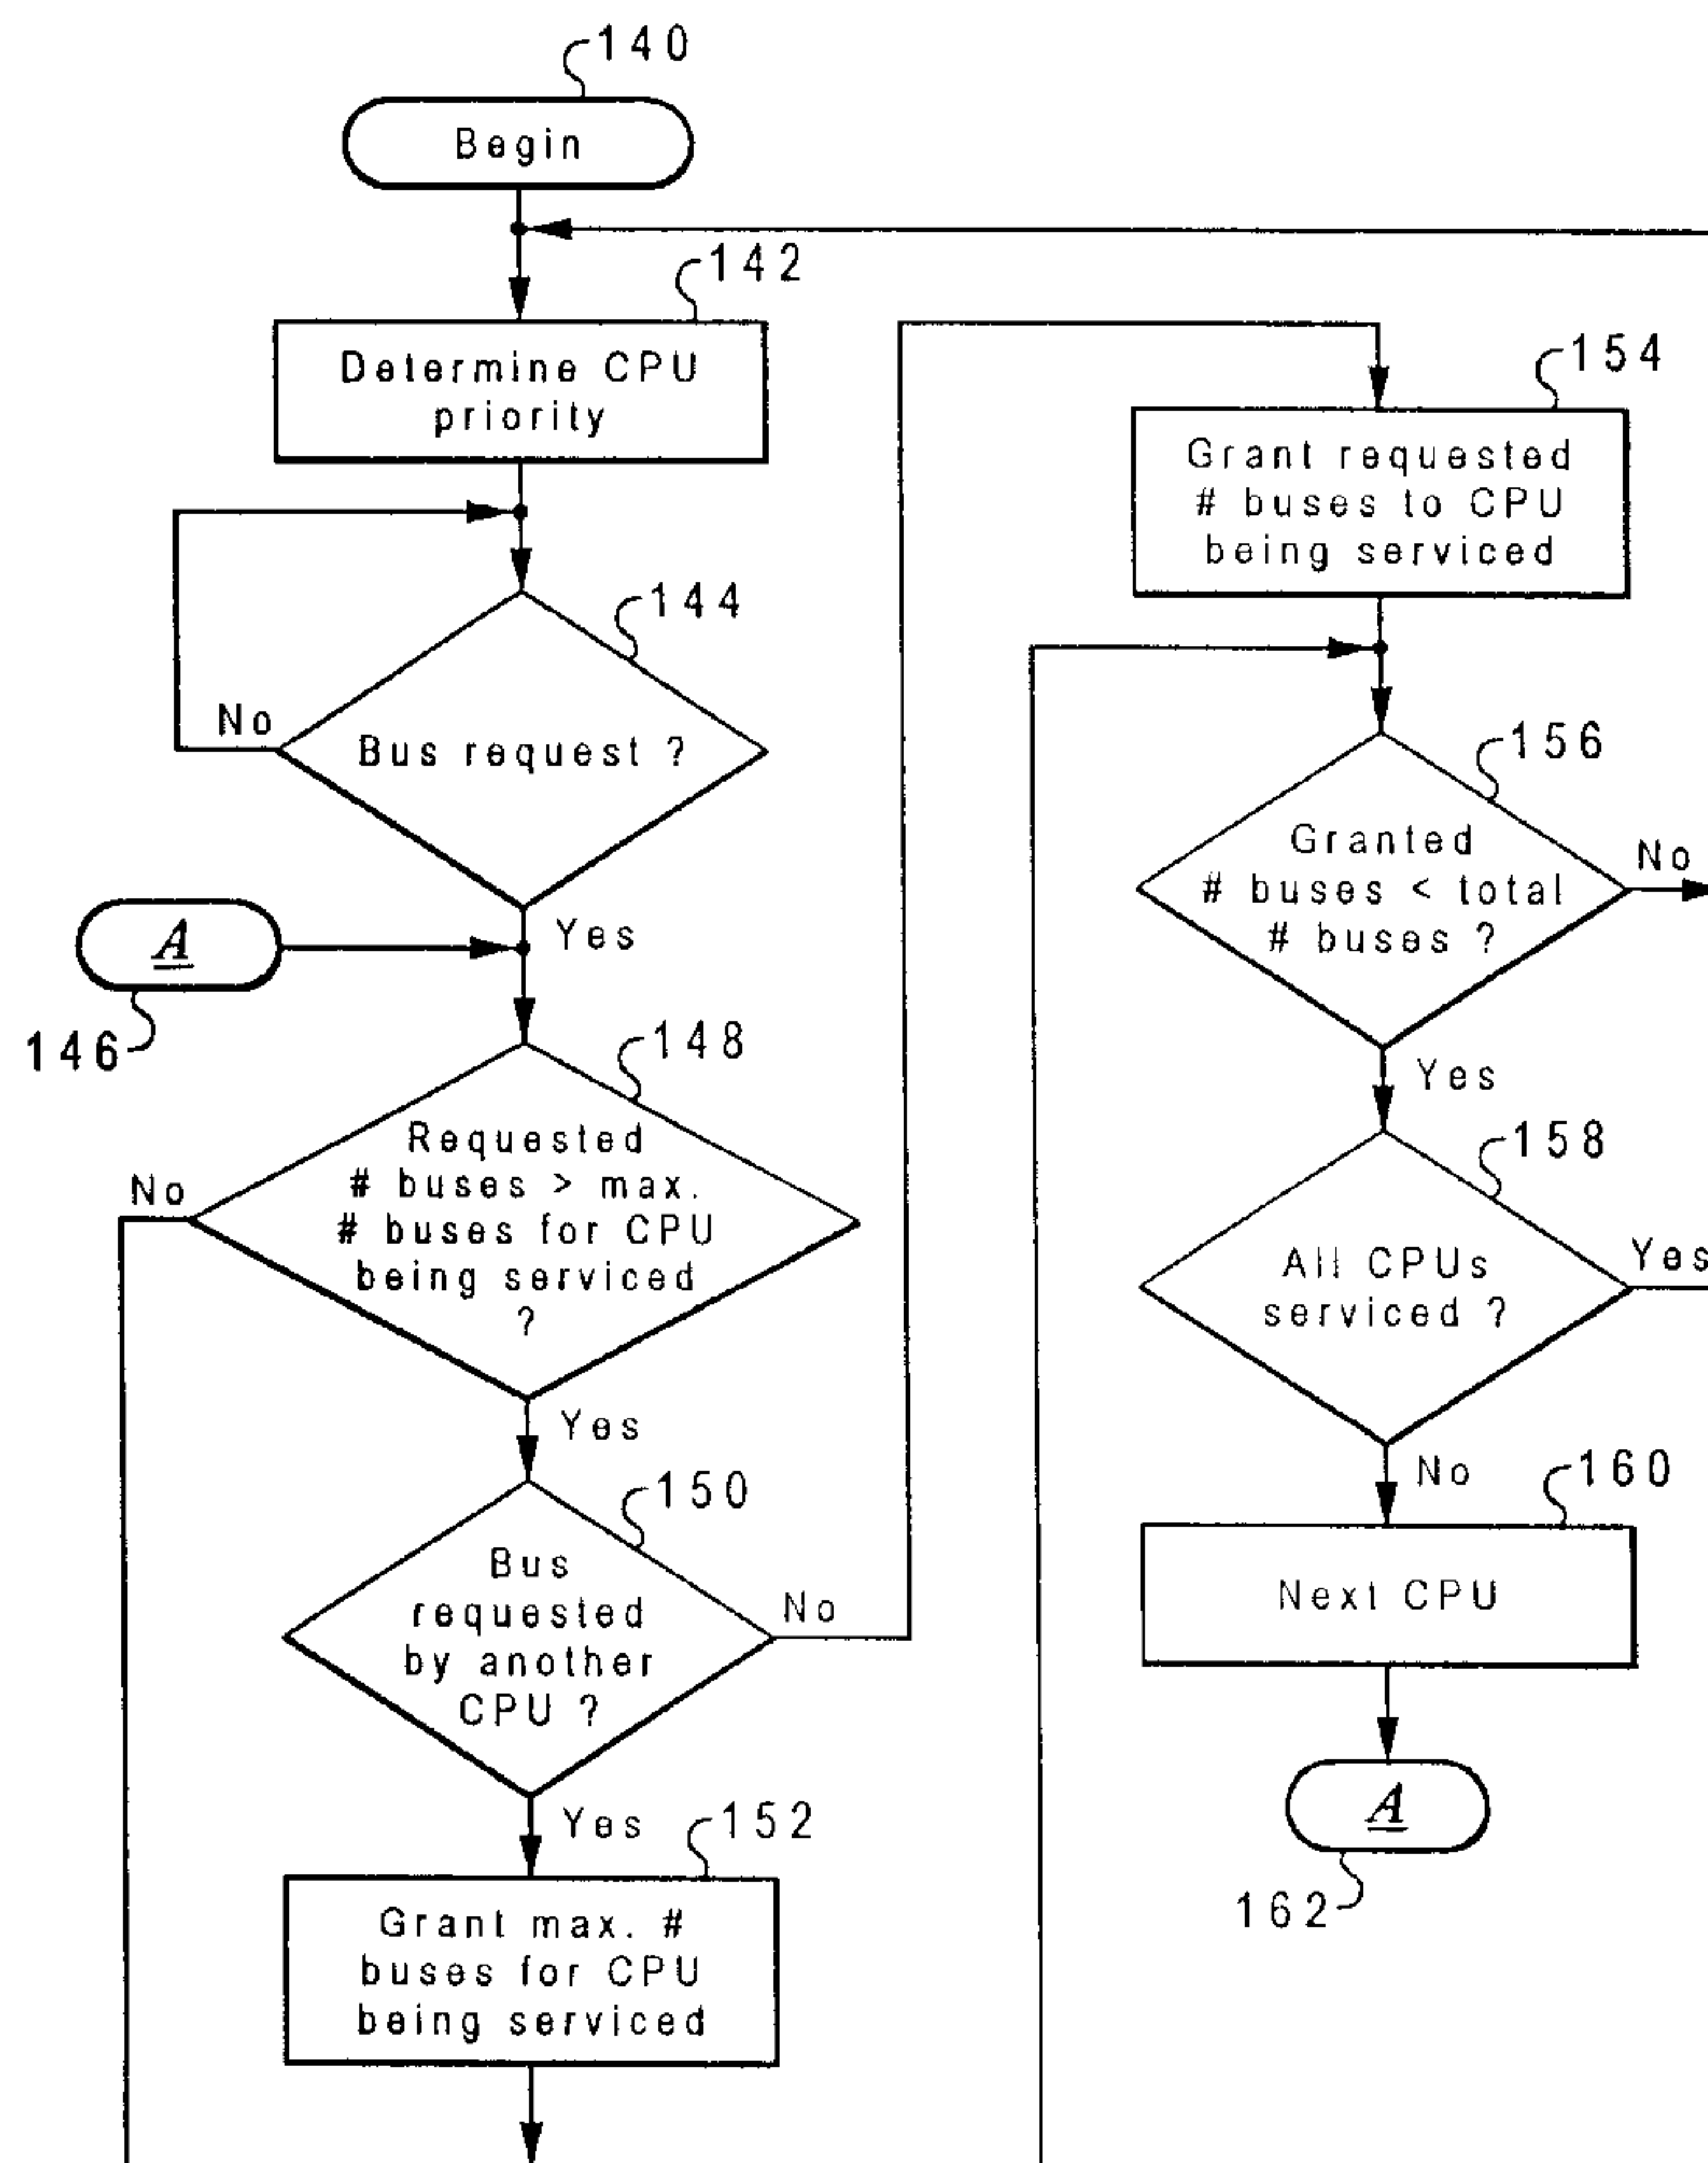 140
Begin
142
Determine CPU
priority
144
No
Bus request ?
Yes
A
146
148
Requested
# buses > max.
# buses for CPU
being serviced
?
No
Yes
150
Bus
requested
by another
CPU ?
No
Yes
152
Grant max. #
buses for CPU
being serviced
154
Grant requested
# buses to CPU
being serviced
156
Granted
# buses < total
# buses ?
No
Yes
158
All CPUs
serviced ?
Yes
No
160
Next CPU
A
162